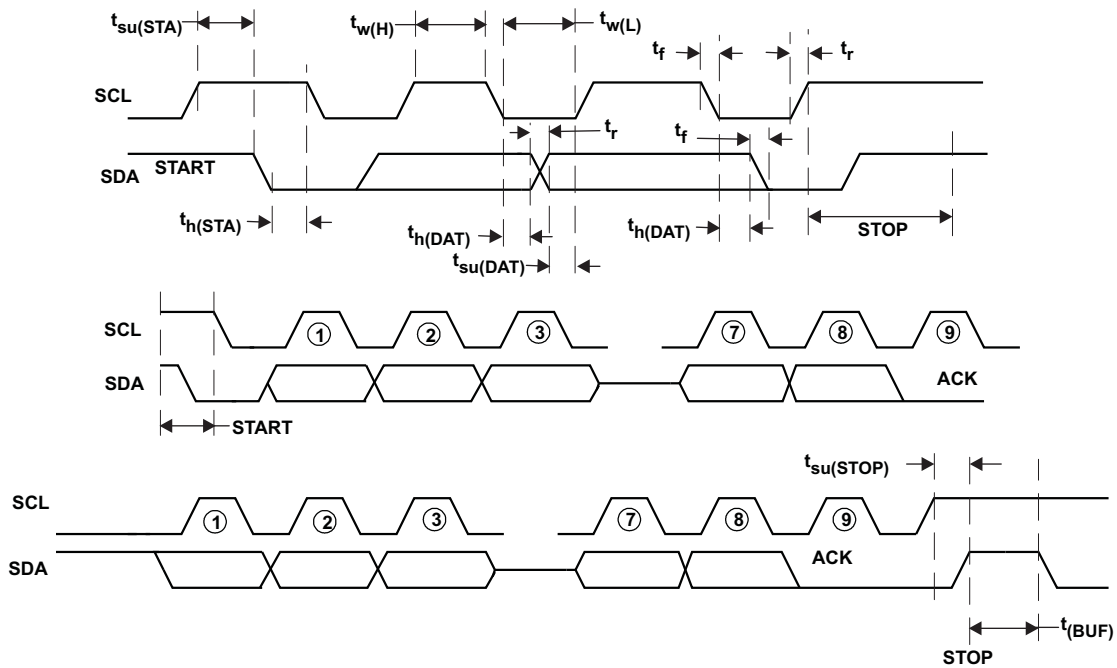 tsu(STA) tw(H) tw(L) tf tr
SCL
tr tf
SDA START
th(STA) th(DAT) th(DAT) STOP
tsu(DAT)
SCL 1 2 3 7 8 9
SDA ACK
START
tsu(STOP)
SCL 1 2 3 7 8 9
SDA ACK
t(BUF)
STOP